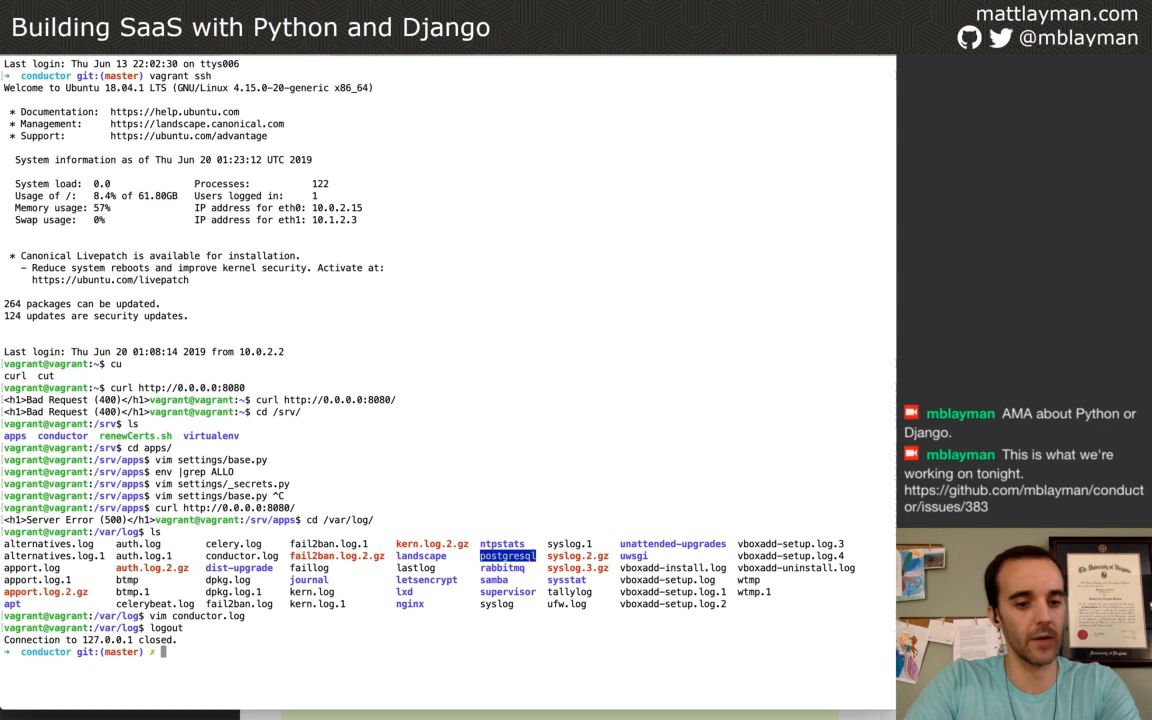 Building SaaS with Python and Django
mattlayman.com
@mblayman
Last login: Thu Jun 13 22:02:30 on ttys006
[➜  conductor git:(master) vagrant ssh
Welcome to Ubuntu 18.04.1 LTS (GNU/Linux 4.15.0-20-generic x86_64)
* Documentation:  https://help.ubuntu.com
* Management:     https://landscape.canonical.com
* Support:        https://ubuntu.com/advantage
System information as of Thu Jun 20 01:23:12 UTC 2019
System load:  0.0               Processes:           122
Usage of /:   8.4% of 61.80GB   Users logged in:     1
Memory usage: 57%               IP address for eth0: 10.0.2.15
Swap usage:   0%                IP address for eth1: 10.1.2.3
* Canonical Livepatch is available for installation.
- Reduce system reboots and improve kernel security. Activate at:
https://ubuntu.com/livepatch
264 packages can be updated.
124 updates are security updates.
Last login: Thu Jun 20 01:08:14 2019 from 10.0.2.2
[vagrant@vagrant:~$ cu
curl  cut
[vagrant@vagrant:~$ curl http://0.0.0.0:8080
[<h1>Bad Request (400)</h1>vagrant@vagrant:~$ curl http://0.0.0.0:8080/
[<h1>Bad Request (400)</h1>vagrant@vagrant:~$ cd /srv/
[vagrant@vagrant:/srv$ ls
apps  conductor  renewCerts.sh  virtualenv
[vagrant@vagrant:/srv$ cd apps/
[vagrant@vagrant:/srv/apps$ vim settings/base.py
[vagrant@vagrant:/srv/apps$ env |grep ALLO
[vagrant@vagrant:/srv/apps$ vim settings/_secrets.py
[vagrant@vagrant:/srv/apps$ vim settings/base.py ^C
[vagrant@vagrant:/srv/apps$ curl http://0.0.0.0:8080/
[<h1>Server Error (500)</h1>vagrant@vagrant:/srv/apps$ cd /var/log/
[vagrant@vagrant:/var/log$ ls
alternatives.log    auth.log        celery.log    fail2ban.log.1     kern.log.2.gz  ntpstats    syslog.1     unattended-upgrades  vboxadd-setup.log.3
alternatives.log.1  auth.log.1      conductor.log  fail2ban.log.2.gz  landscape      postgresql  syslog.2.gz  uwsgi                vboxadd-setup.log.4
apport.log          auth.log.2.gz   dist-upgrade  faillog            lastlog        rabbitmq    syslog.3.gz  vboxadd-install.log  vboxadd-uninstall.log
apport.log.1        btmp            dpkg.log      journal            letsencrypt    samba       sysstat      vboxadd-setup.log    wtmp
apport.log.2.gz     btmp.1          dpkg.log.1    kern.log           lxd            supervisor  tallylog     vboxadd-setup.log.1  wtmp.1
apt                 celerybeat.log  fail2ban.log  kern.log.1         nginx          syslog      ufw.log      vboxadd-setup.log.2
[vagrant@vagrant:/var/log$ vim conductor.log
[vagrant@vagrant:/var/log$ logout
Connection to 127.0.0.1 closed.
➜  conductor git:(master) ✗
mblayman AMA about Python or
Django.
mblayman This is what we're
working on tonight.
https://github.com/mblayman/conduct
or/issues/383
The University of Virginia